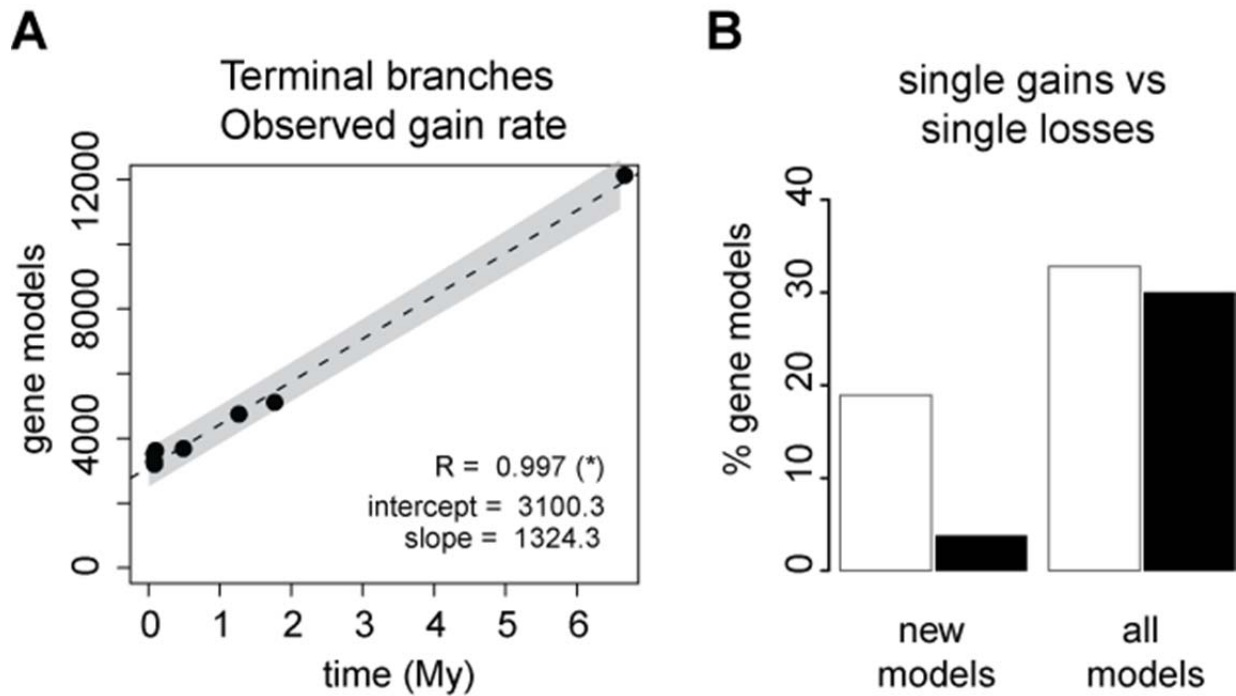 A
Terminal branches
Observed gain rate
gene models
12000
8000
4000
0
R = 0.997 (*)
intercept = 3100.3
slope = 1324.3
0 1 2 3 4 5 6
time (My)
B
single gains vs
single losses
% gene models
40
30
20
10
0
new
models
all
models